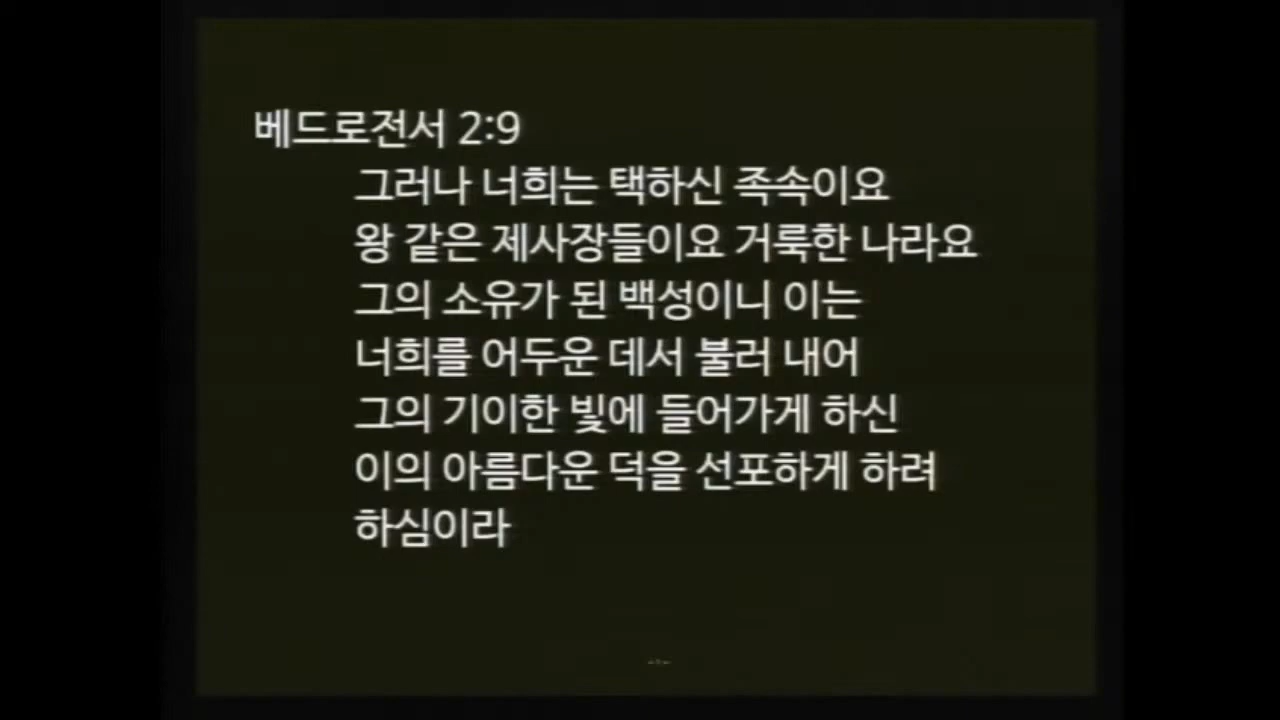 베드로전서 2:9
그러나 너희는 택하신 족속이요
왕 같은 제사장들이요 거룩한 나라요
그의 소유가 된 백성이니 이는
너희를 어두운 데서 불러 내어
그의 기이한 빛에 들어가게 하신
이의 아름다운 덕을 선포하게 하려
하심이라